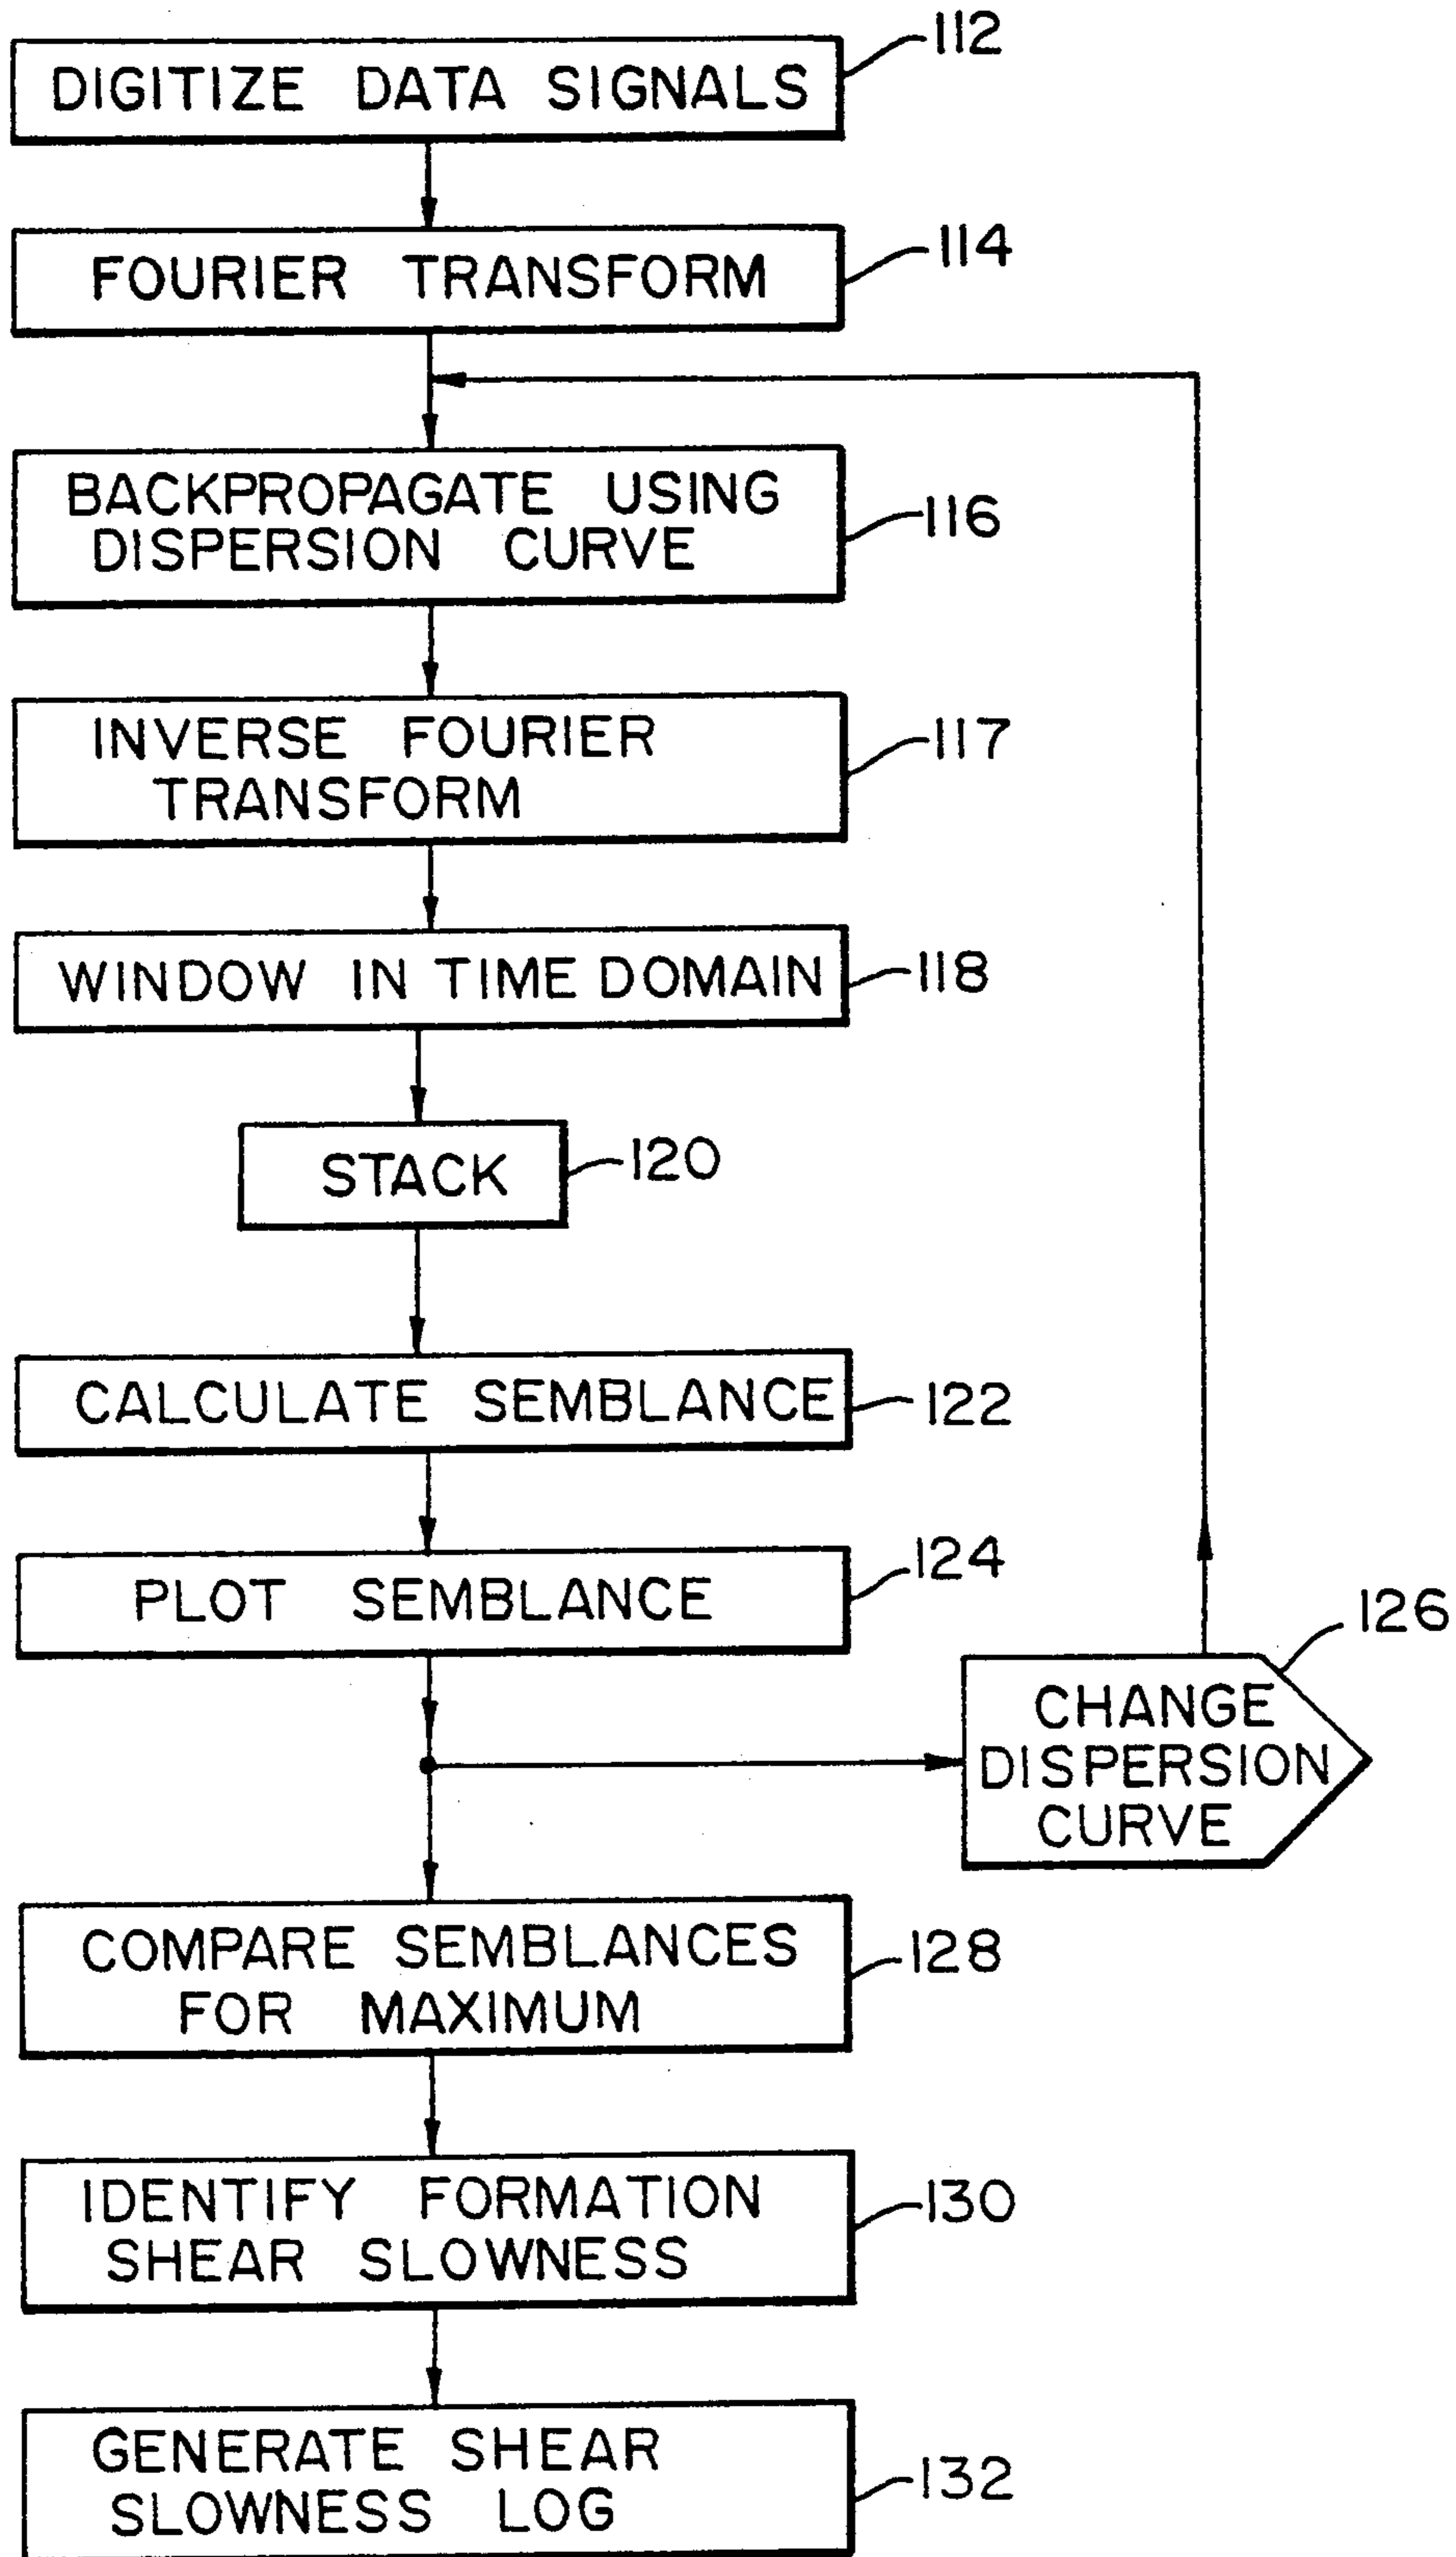 DIGITIZE DATA SIGNALS
112
FOURIER TRANSFORM
114
BACKPROPAGATE USING
DISPERSION CURVE
116
INVERSE FOURIER
TRANSFORM
117
WINDOW IN TIME DOMAIN
118
STACK
120
CALCULATE SEMBLANCE
122
PLOT SEMBLANCE
124
CHANGE
DISPERSION
CURVE
126
COMPARE SEMBLANCES
FOR MAXIMUM
128
IDENTIFY FORMATION
SHEAR SLOWNESS
130
GENERATE SHEAR
SLOWNESS LOG
132